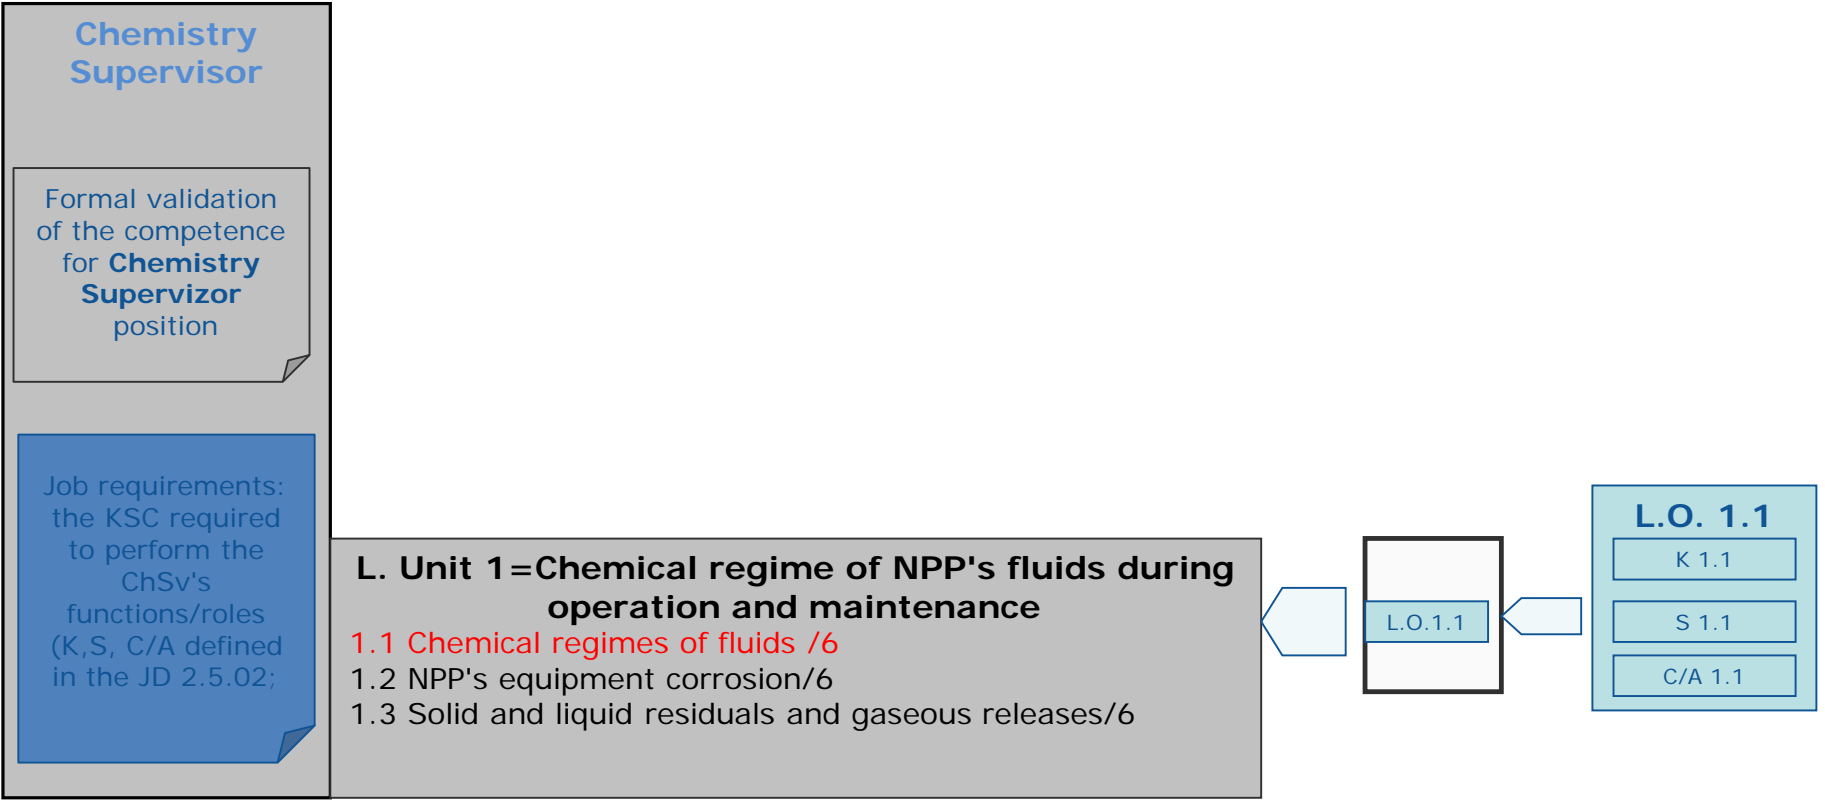 Chemistry
Supervisor
Formal validation
of the competence
for Chemistry
Supervizor
position
Job requirements:
the KSC required
to perform the
ChSv's
functions/roles
(K,S, C/A defined
in the JD 2.5.02;
L. Unit 1=Chemical regime of NPP's fluids during
operation and maintenance
1.1 Chemical regimes of fluids /6
1.2 NPP's equipment corrosion/6
1.3 Solid and liquid residuals and gaseous releases/6
L.O.1.1
L.O. 1.1
K 1.1
S 1.1
C/A 1.1